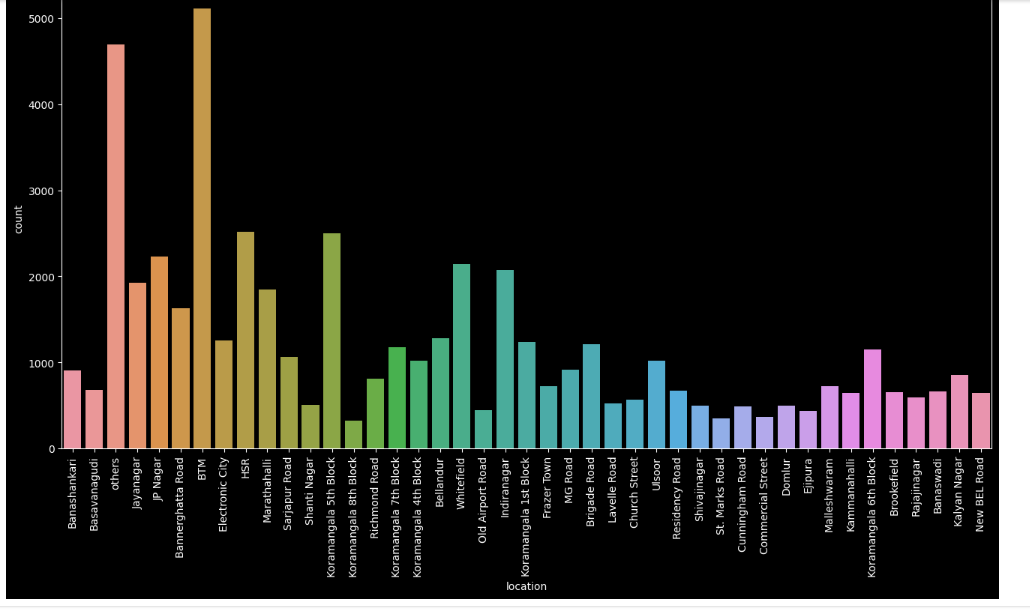 5000
4000
3000
2000
1000
0
count
Banashankari
Basavanagudi
others
Jayanagar
JP Nagar
Bannerghatta Road
BTM
Electronic City
HSR
Marathahalli
Sarjapur Road
Shanti Nagar
Koramangala 5th Block
Koramangala 8th Block
Richmond Road
Koramangala 7th Block
Koramangala 4th Block
Bellandur
Whitefield
Old Airport Road
Indiranagar
Koramangala 1st Block
Frazer Town
MG Road
Brigade Road
Lavelle Road
Church Street
Ulsoor
Residency Road
Shivajinagar
St. Marks Road
Cunningham Road
Commercial Street
Domlur
Ejipura
Malleshwaram
Kammanahalli
Koramangala 6th Block
Brookefield
Rajajinagar
Banaswadi
Kalyan Nagar
New BEL Road
location